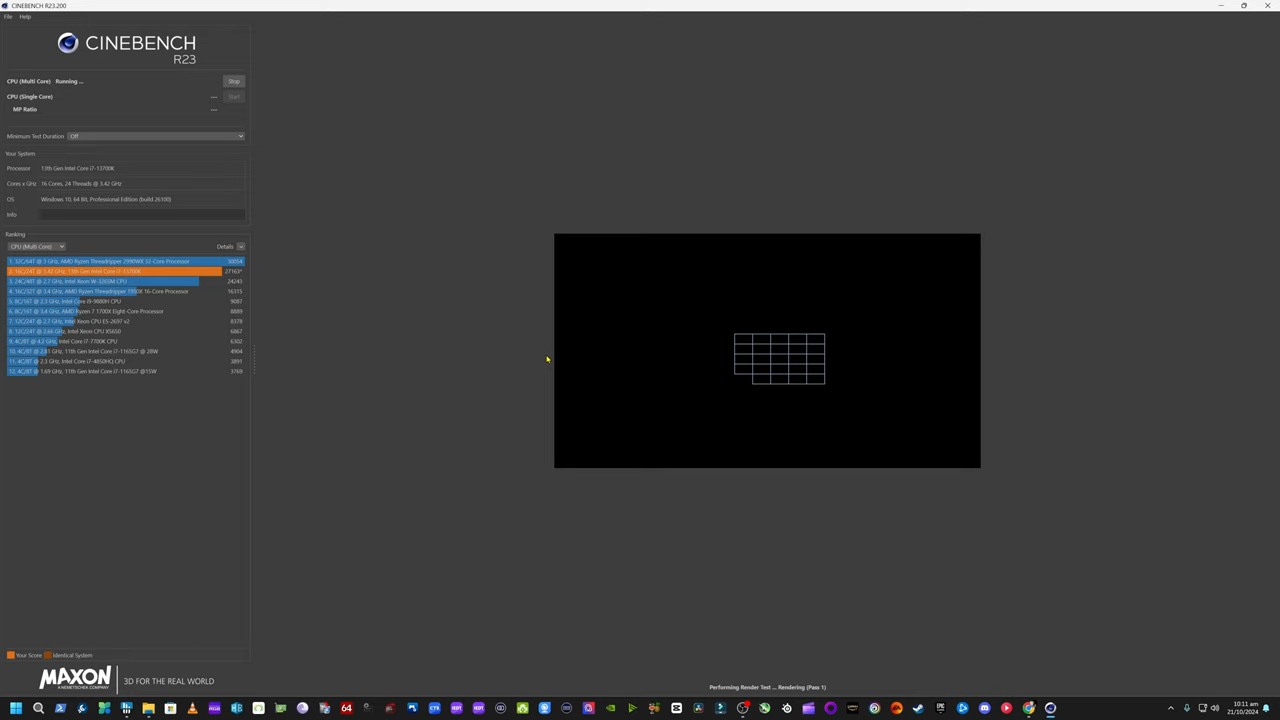 CINEBENCH R23.200
File Help
CINEBENCH
R23
CPU (Multi Core) Running ... Stop
CPU (Single Core) --- Start
MP Ratio ---
Minimum Test Duration Off
Your System
Processor 13th Gen Intel Core i7-13700K
Cores x GHz 16 Cores, 24 Threads @ 3.42 GHz
OS Windows 10, 64 Bit, Professional Edition (build 26100)
Info
Ranking
CPU (Multi Core) Details
1. 32C/64T @ 3 GHz, AMD Ryzen Threadripper 2990WX 32-Core Processor 30054
2. 16C/24T @ 3.42 GHz, 13th Gen Intel Core i7-13700K 27163*
3. 24C/48T @ 2.7 GHz, Intel Xeon W-3265M CPU 24243
4. 16C/32T @ 3.4 GHz, AMD Ryzen Threadripper 1950X 16-Core Processor 16315
5. 8C/16T @ 2.3 GHz, Intel Core i9-9880H CPU 9087
6. 8C/16T @ 3.4 GHz, AMD Ryzen 7 1700X Eight-Core Processor 8889
7. 12C/24T @ 2.7 GHz, Intel Xeon CPU E5-2697 v2 8378
8. 12C/24T @ 2.66 GHz, Intel Xeon CPU X5650 6867
9. 4C/8T @ 4.2 GHz, Intel Core i7-7700K CPU 6302
10. 4C/8T @ 2.81 GHz, 11th Gen Intel Core i7-1165G7 @ 28W 4904
11. 4C/8T @ 2.3 GHz, Intel Core i7-4850HQ CPU 3891
12. 4C/8T @ 1.69 GHz, 11th Gen Intel Core i7-1165G7 @15W 3769
Your Score Identical System
MAXON
A NEMETSCHEK COMPANY
3D FOR THE REAL WORLD
Performing Render Test ... Rendering (Pass 1)
64
10:11 am
21/10/2024